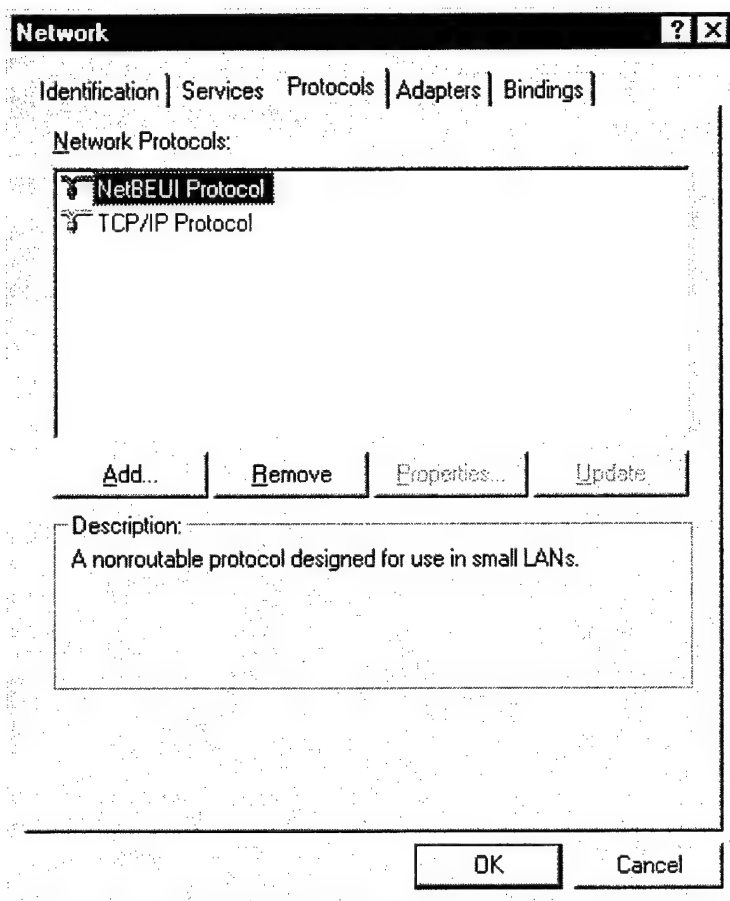 Network
Identification Services Protocols Adapters Bindings
Network Protocols:
NetBEUI Protocol
TCP/IP Protocol
Add... Remove Properties... Update
Description:
A nonroutable protocol designed for use in small LANs.
OK Cancel